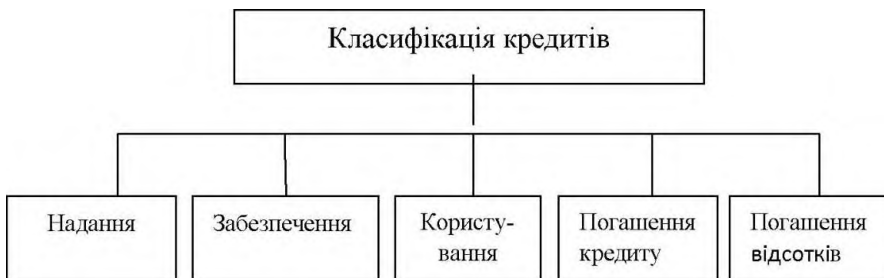 Класифікація кредитів
Надання
Забезпечення
Користу-
вання
Погашення
кредиту
Погашення
відсотків